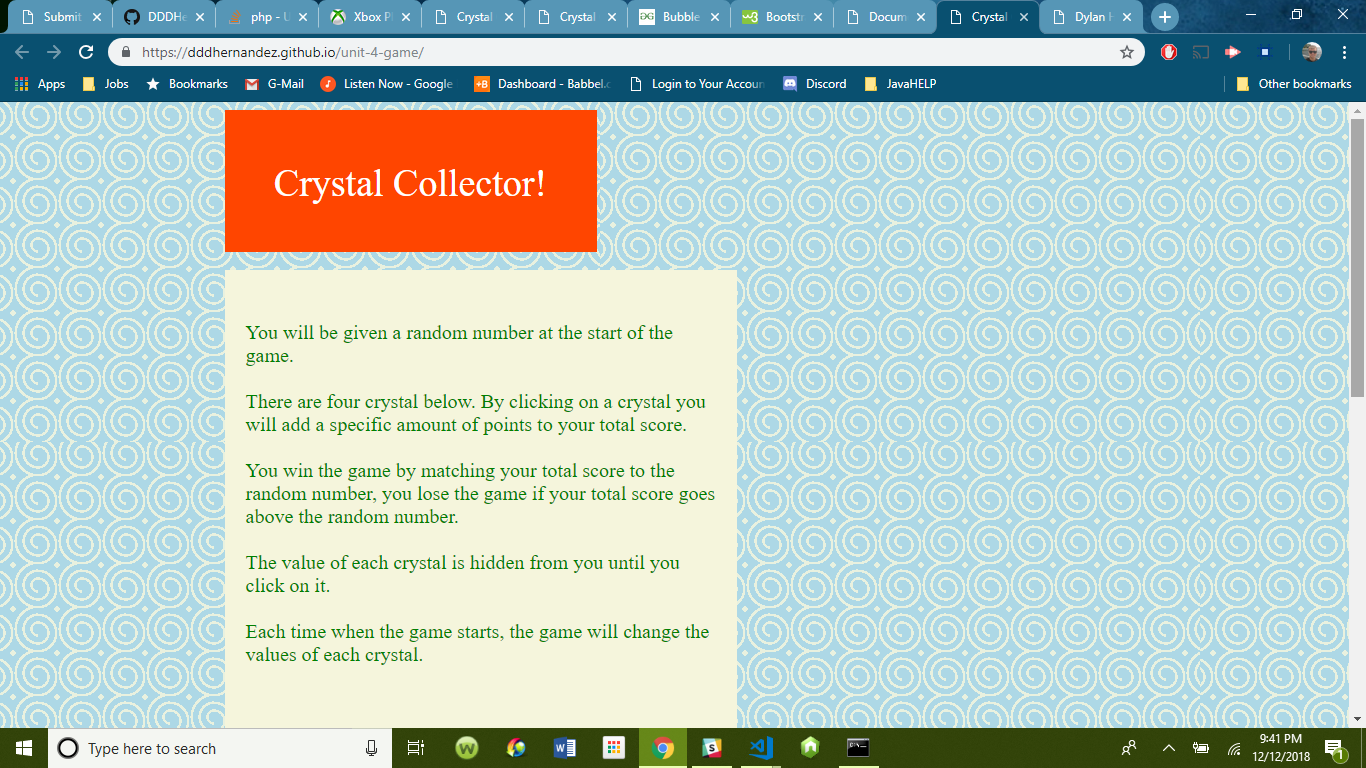 Submit
DDDHe
php - U
Xbox P
Crystal
Crystal
Bubble
Bootstr
Docum
Crystal
Dylan H
https://dddhernandez.github.io/unit-4-game/
Apps
Jobs
Bookmarks
G-Mail
Listen Now - Google
Dashboard - Babbel.c
Login to Your Accoun
Discord
JavaHELP
Other bookmarks
Crystal Collector!
You will be given a random number at the start of the
game.
There are four crystal below. By clicking on a crystal you
will add a specific amount of points to your total score.
You win the game by matching your total score to the
random number, you lose the game if your total score goes
above the random number.
The value of each crystal is hidden from you until you
click on it.
Each time when the game starts, the game will change the
values of each crystal.
Type here to search
9:41 PM
12/12/2018
1